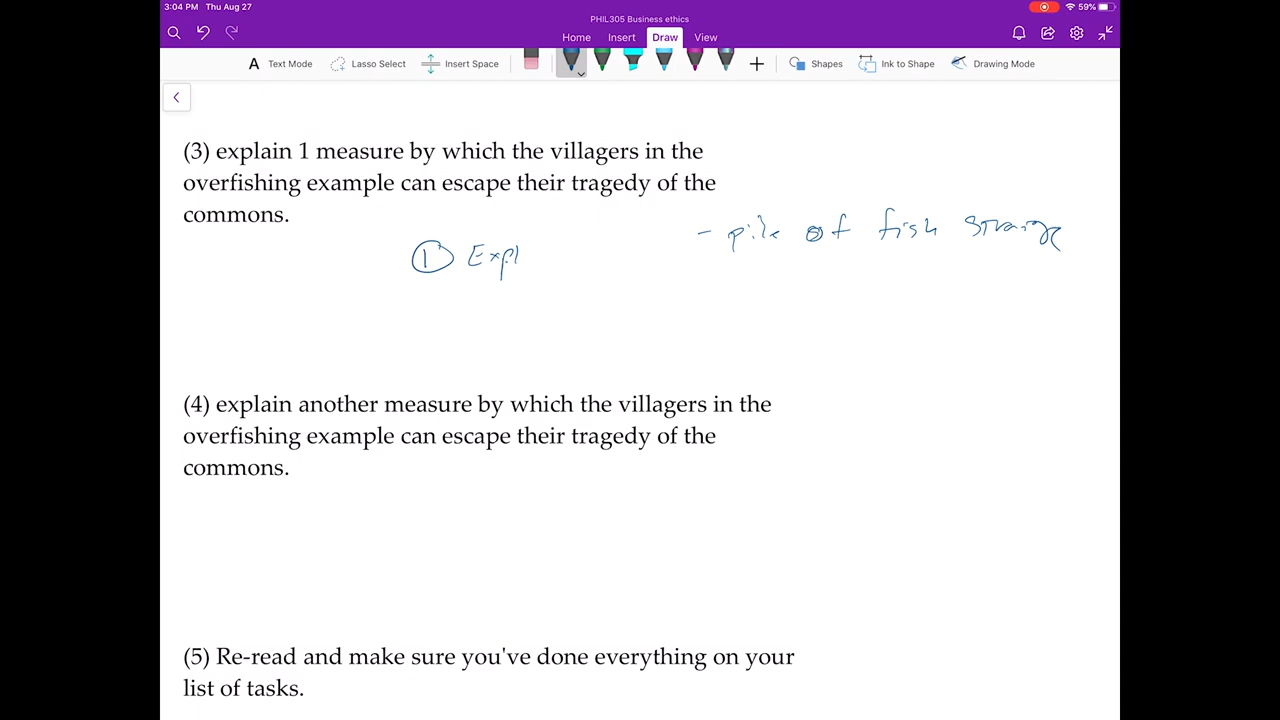 3:04 PM Thu Aug 27
59%
PHIL305 Business ethics
Home Insert Draw View
A Text Mode Lasso Select Insert Space Shapes Ink to Shape Drawing Mode
(3) explain 1 measure by which the villagers in the
overfishing example can escape their tragedy of the
commons.
- pile of fish
① Expl
(4) explain another measure by which the villagers in the
overfishing example can escape their tragedy of the
commons.
(5) Re-read and make sure you've done everything on your
list of tasks.